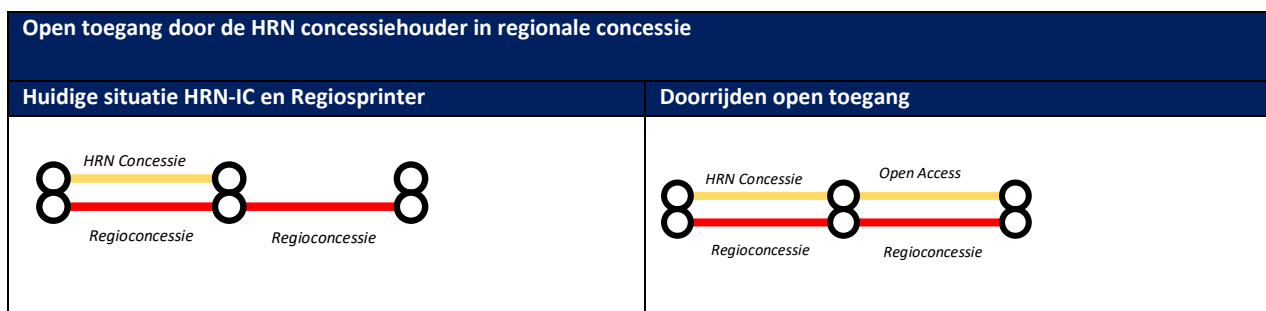 Open toegang door de HRN concessiehouder in regionale concessie
Huidige situatie HRN-IC en Regiosprinter
Doorrijden open toegang
HRN Concessie
Regioconcessie
Regioconcessie
HRN Concessie
Open Access
Regioconcessie
Regioconcessie